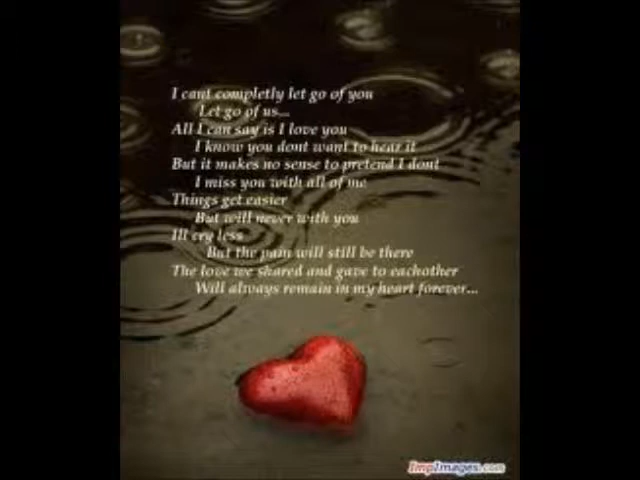 I cant completly let go of you
Let go of us...
All I can say is I love you
I know you dont want to hear it
But it makes no sense to pretend I dont
I miss you with all of me
Things get easier
But will never with you
Ill cry less
But the pain will still be there
The love we shared and gave to eachother
Will always remain in my heart forever...
ImpImages.com